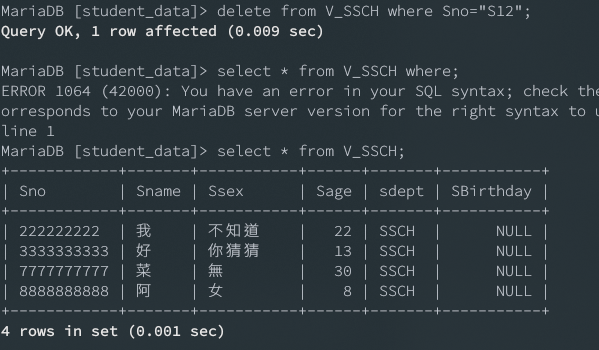 MariaDB [student_data]> delete from V_SSCH where Sno="S12";
Query OK, 1 row affected (0.009 sec)
MariaDB [student_data]> select * from V_SSCH where;
ERROR 1064 (42000): You have an error in your SQL syntax; check the
orresponds to your MariaDB server version for the right syntax to
line 1
MariaDB [student_data]> select * from V_SSCH;
+------------+-------+-----------+------+-------+-----------+
| Sno | Sname | Ssex | Sage | sdept | SBirthday |
+------------+-------+-----------+------+-------+-----------+
| 222222222 | 我 | 不知道 | 22 | SSCH | NULL |
| 3333333333 | 好 | 你猜猜 | 13 | SSCH | NULL |
| 7777777777 | 菜 | 無 | 30 | SSCH | NULL |
| 8888888888 | 阿 | 女 | 8 | SSCH | NULL |
+------------+-------+-----------+------+-------+-----------+
4 rows in set (0.001 sec)